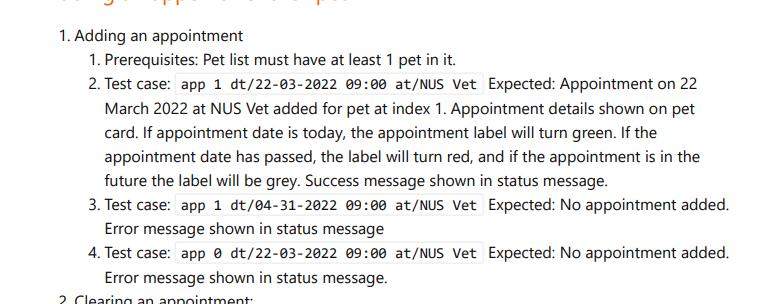 1. Adding an appointment
1. Prerequisites: Pet list must have at least 1 pet in it.
2. Test case: app 1 dt/22-03-2022 09:00 at/NUS Vet Expected: Appointment on 22
March 2022 at NUS Vet added for pet at index 1. Appointment details shown on pet
card. If appointment date is today, the appointment label will turn green. If the
appointment date has passed, the label will turn red, and if the appointment is in the
future the label will be grey. Success message shown in status message.
3. Test case: app 1 dt/04-31-2022 09:00 at/NUS Vet Expected: No appointment added.
Error message shown in status message
4. Test case: app 0 dt/22-03-2022 09:00 at/NUS Vet Expected: No appointment added.
Error message shown in status message.
2. Clearing an appointment: